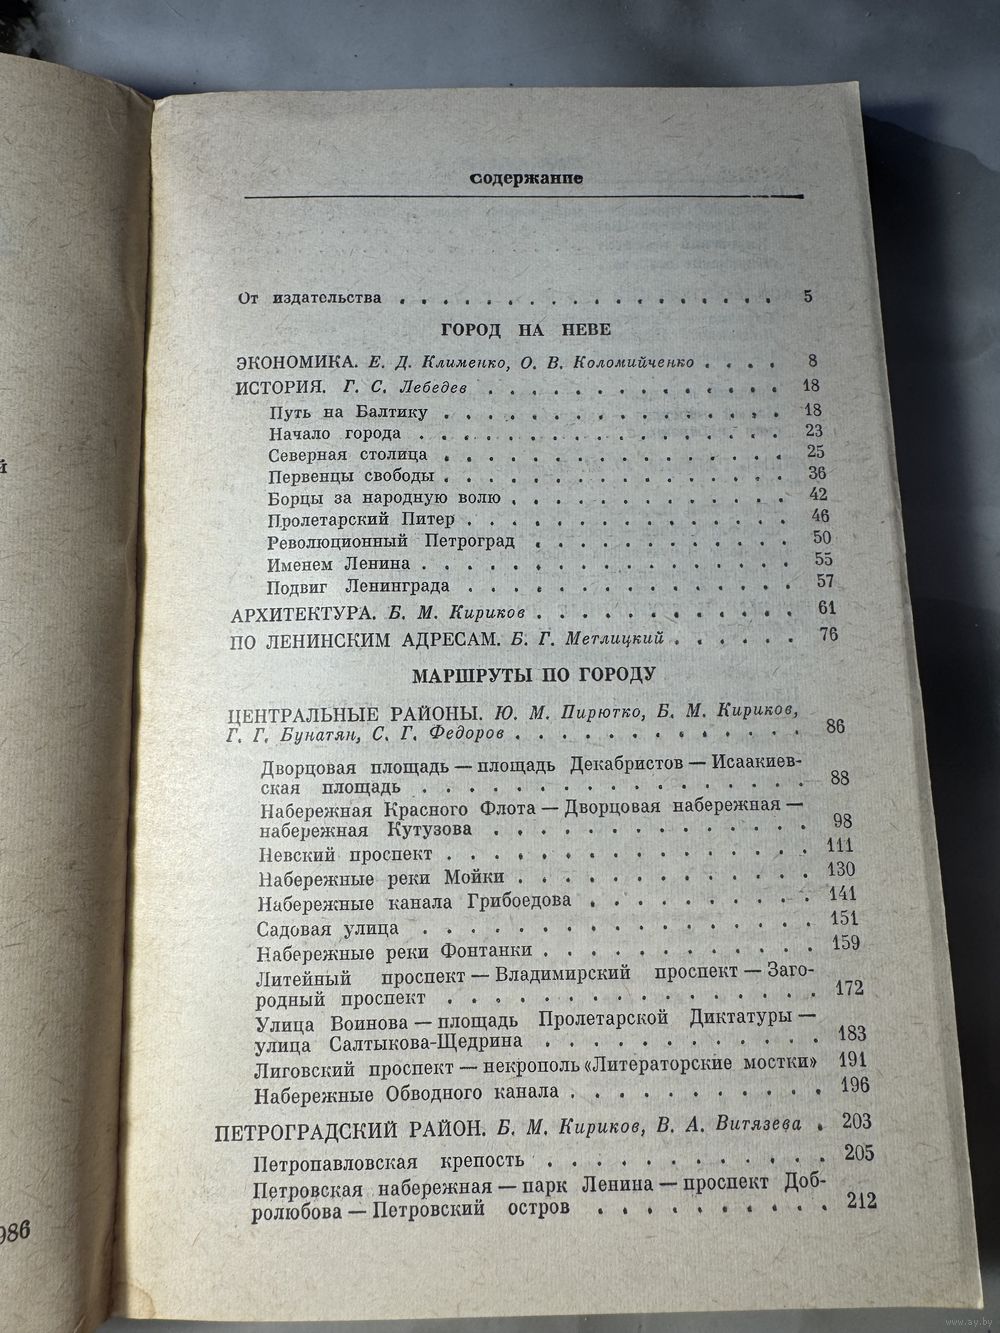 Содержание
От издательства . . . . . . . . . . . . . . . . . . 5
ГОРОД НА НЕВЕ
ЭКОНОМИКА. Е. Д. Клименко, О. В. Коломийченко . . . . 8
ИСТОРИЯ. Г. С. Лебедев . . . . . . . . . . . . . . 18
Путь на Балтику . . . . . . . . . . . . . . . . 18
Начало города . . . . . . . . . . . . . . . . . 23
Северная столица . . . . . . . . . . . . . . . . 25
Первенцы свободы . . . . . . . . . . . . . . . . 36
Борцы за народную волю . . . . . . . . . . . . . 42
Пролетарский Питер . . . . . . . . . . . . . . . 46
Революционный Петроград . . . . . . . . . . . . 50
Именем Ленина . . . . . . . . . . . . . . . . . 55
Подвиг Ленинграда . . . . . . . . . . . . . . . 57
АРХИТЕКТУРА. Б. М. Кириков . . . . . . . . . . . . 61
ПО ЛЕНИНСКИМ АДРЕСАМ. Б. Г. Метлицкий . . . . . . 76
МАРШРУТЫ ПО ГОРОДУ
ЦЕНТРАЛЬНЫЕ РАЙОНЫ. Ю. М. Пирютко, Б. М. Кириков,
Г. Г. Бунатян, С. Г. Федоров . . . . . . . . . . . . . 86
Дворцовая площадь — площадь Декабристов — Исаакиев-
ская площадь . . . . . . . . . . . . . . . . . . 88
Набережная Красного Флота — Дворцовая набережная —
набережная Кутузова . . . . . . . . . . . . . . 98
Невский проспект . . . . . . . . . . . . . . . . 111
Набережные реки Мойки . . . . . . . . . . . . . 130
Набережные канала Грибоедова . . . . . . . . . . 141
Садовая улица . . . . . . . . . . . . . . . . . 151
Набережные реки Фонтанки . . . . . . . . . . . . 159
Литейный проспект — Владимирский проспект — Заго-
родный проспект . . . . . . . . . . . . . . . . 172
Улица Воинова — площадь Пролетарской Диктатуры —
улица Салтыкова-Щедрина . . . . . . . . . . . . 183
Лиговский проспект — некрополь «Литераторские мостки» 191
Набережные Обводного канала . . . . . . . . . . . 196
ПЕТРОГРАДСКИЙ РАЙОН. Б. М. Кириков, В. А. Витязева . 203
Петропавловская крепость . . . . . . . . . . . . 205
Петровская набережная — парк Ленина — проспект Доб-
ролюбова — Петровский остров . . . . . . . . . . 212
й
986
www.ay.by